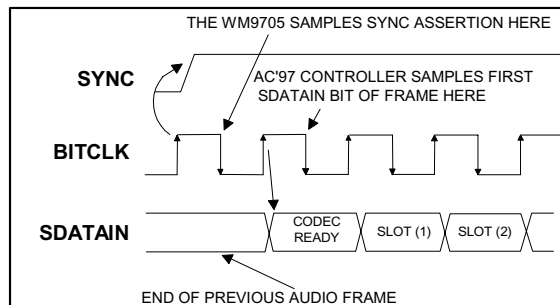 THE WM9705 SAMPLES SYNC ASSERTION HERE
SYNC
AC'97 CONTROLLER SAMPLES FIRST
SDATAIN BIT OF FRAME HERE
BITCLK
SDATAIN
CODEC
READY
SLOT (1)
SLOT (2)
END OF PREVIOUS AUDIO FRAME